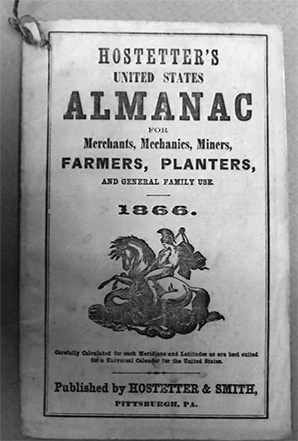 HOSTETTER'S
UNITED STATES
ALMANAC
FOR
Merchants, Mechanics, Miners,
FARMERS, PLANTERS,
AND GENERAL FAMILY USE.
1866.
Carefully Calculated for such Meridians and Latitudes as are best suited
for a Universal Calendar for the United States.
Published by HOSTETTER & SMITH,
PITTSBURGH, PA.